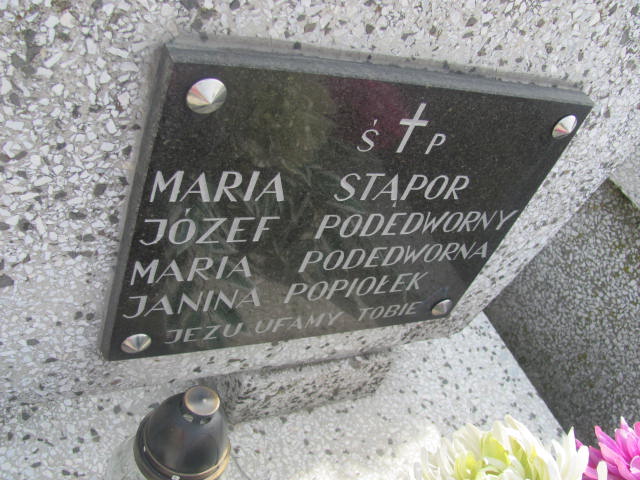 Ś † P
MARIA STĄPOR
JÓZEF PODEDWORNY
MARIA PODEDWORNA
JANINA POPIOŁEK
JEZU UFAMY TOBIE